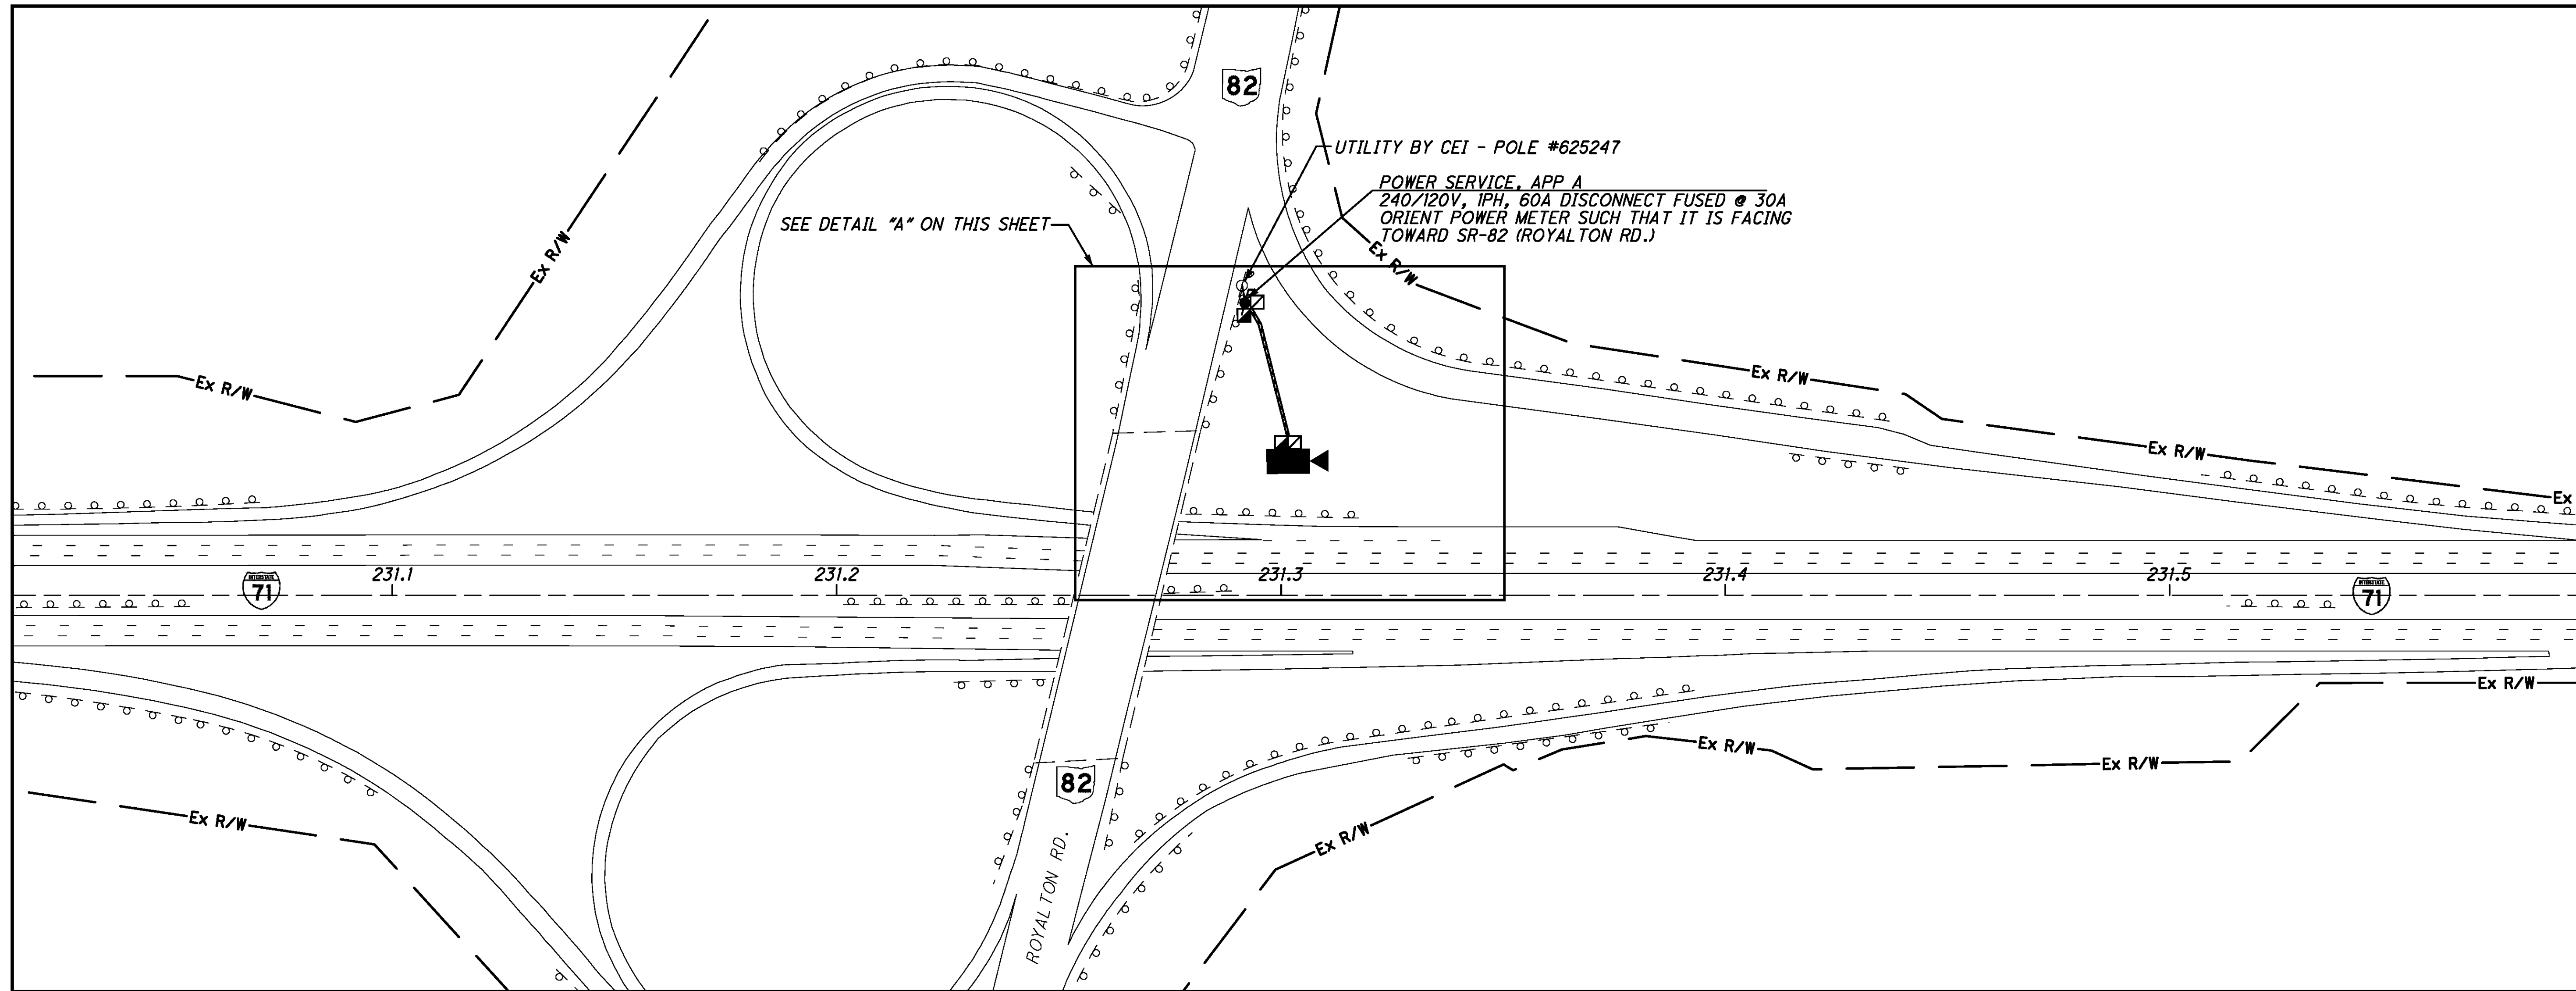 82
UTILITY BY CEI - POLE #625247
POWER SERVICE, APP A
240/120V, 1PH, 60A DISCONNECT FUSED @ 30A
ORIENT POWER METER SUCH THAT IT IS FACING
TOWARD SR-82 (ROYALTON RD.)
SEE DETAIL "A" ON THIS SHEET
Ex R/W
Ex R/W
Ex R/W
Ex R/W
Ex R/W
Ex
INTERSTATE
71
231.1
231.2
231.3
231.4
231.5
INTERSTATE
71
Ex R/W
Ex R/W
Ex R/W
82
Ex R/W
Ex R/W
ROYALTON RD.